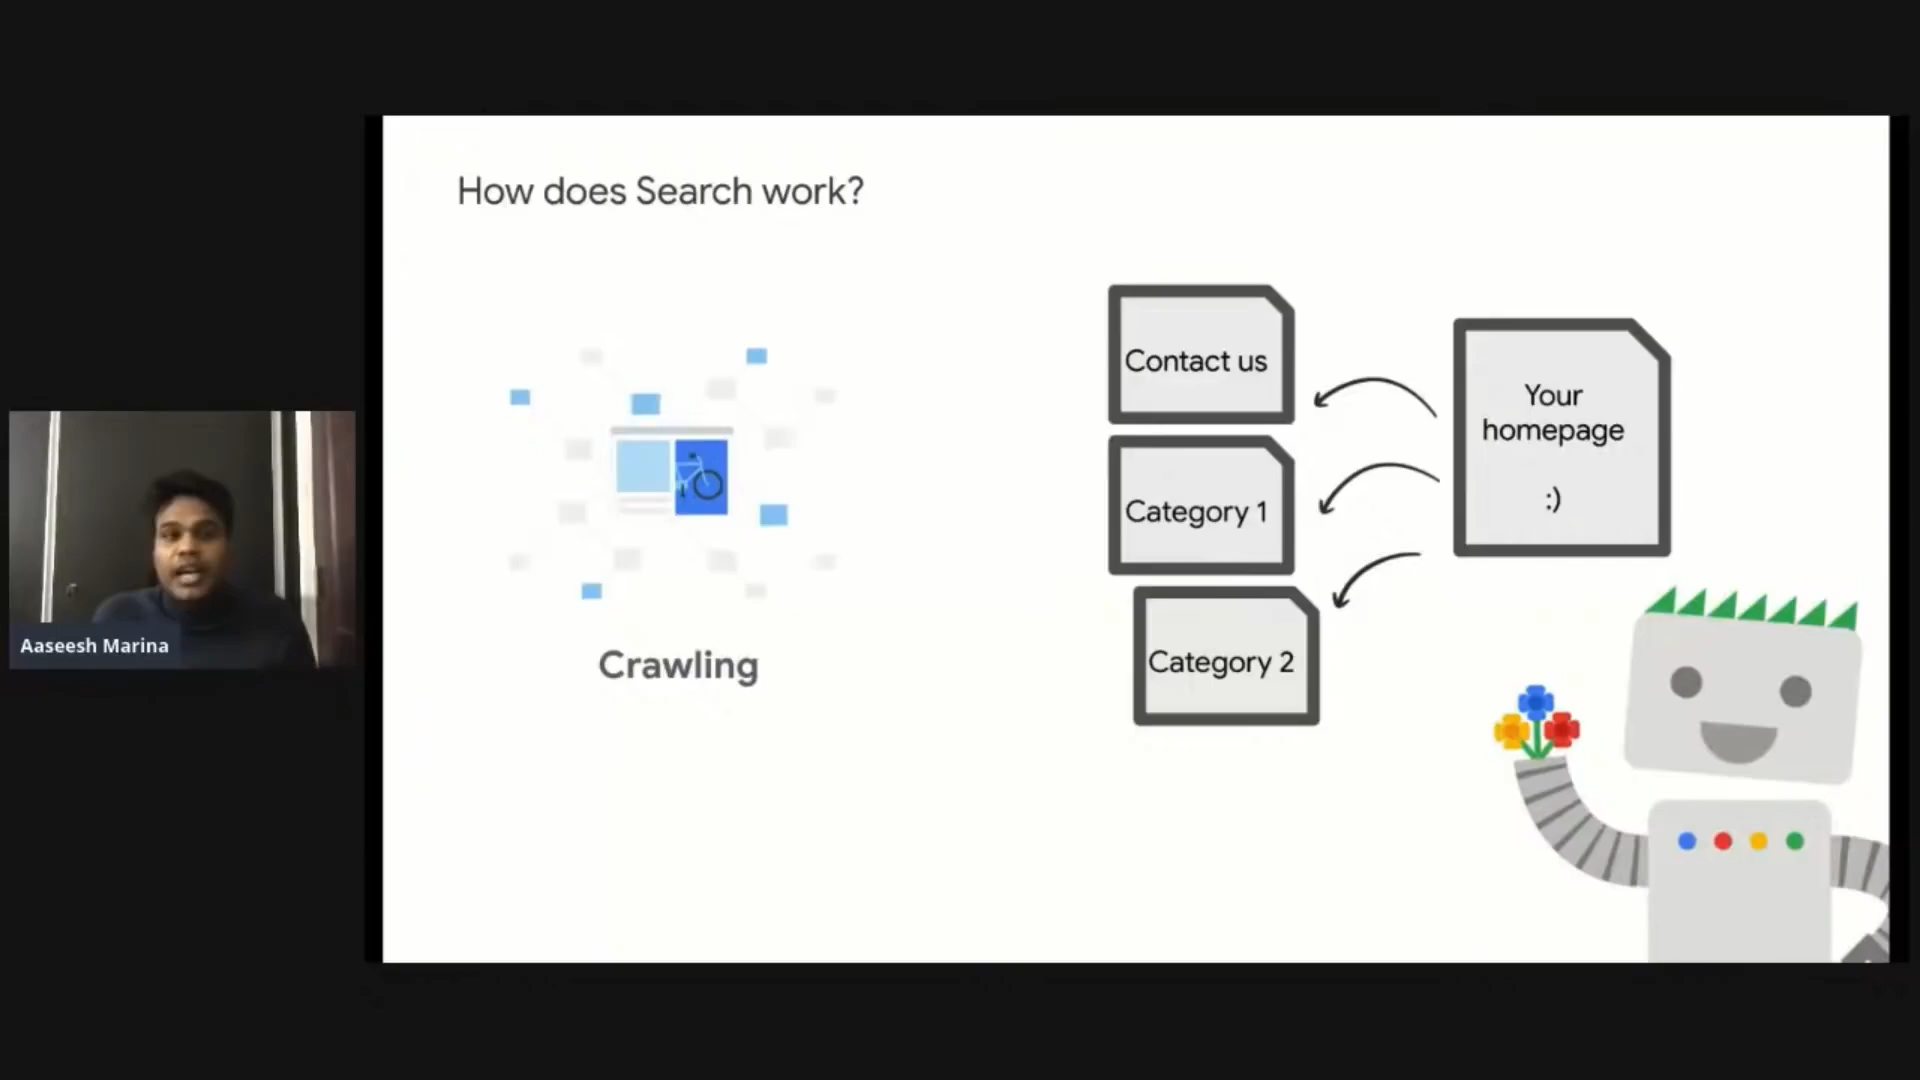 How does Search work?
Contact us
Your
homepage
:)
Category 1
Category 2
Crawling
Aaseesh Marina